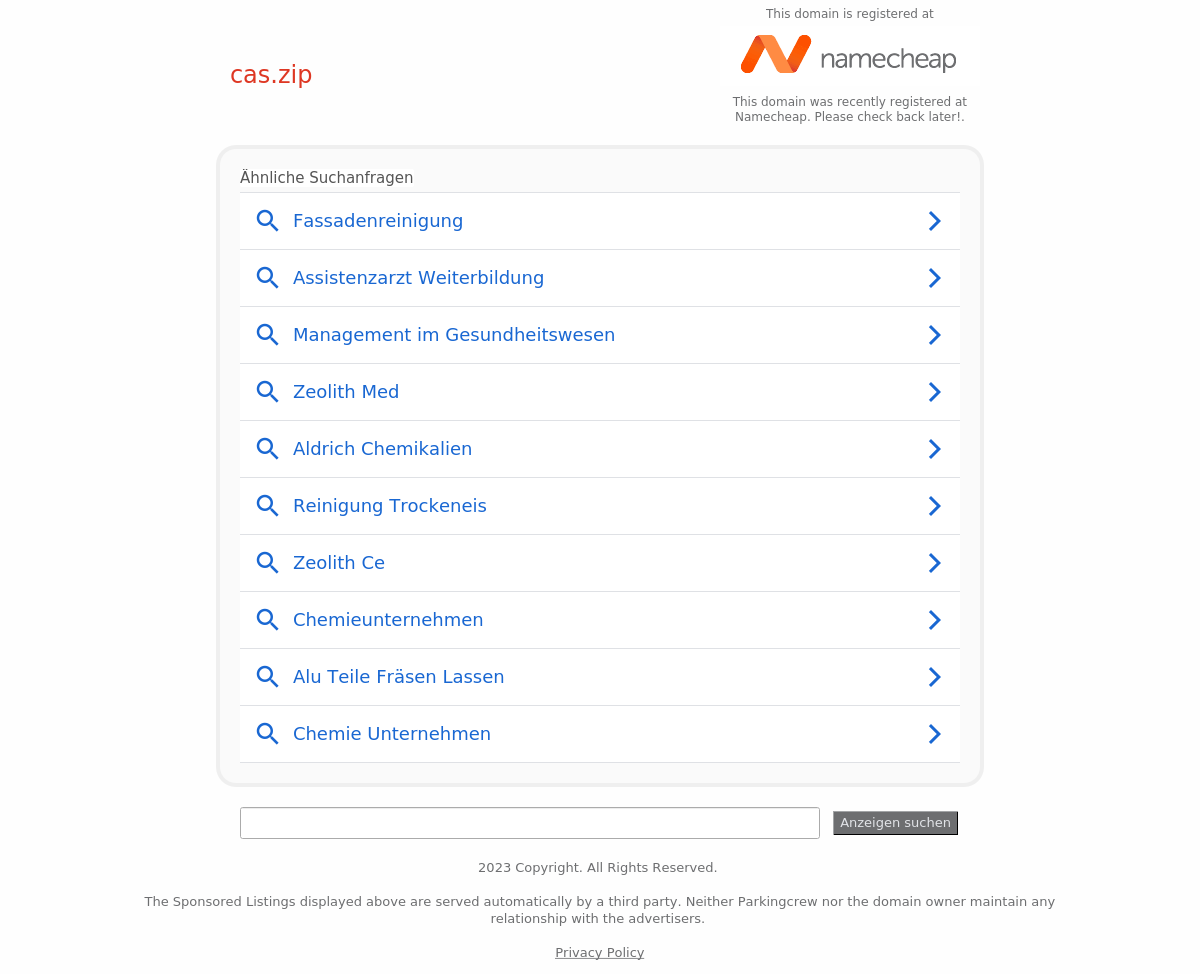 This domain is registered at
namecheap
cas.zip
This domain was recently registered at
Namecheap. Please check back later!.
Ähnliche Suchanfragen
Fassadenreinigung
Assistenzarzt Weiterbildung
Management im Gesundheitswesen
Zeolith Med
Aldrich Chemikalien
Reinigung Trockeneis
Zeolith Ce
Chemieunternehmen
Alu Teile Fräsen Lassen
Chemie Unternehmen
Anzeigen suchen
2023 Copyright. All Rights Reserved.
The Sponsored Listings displayed above are served automatically by a third party. Neither Parkingcrew nor the domain owner maintain any
relationship with the advertisers.
Privacy Policy